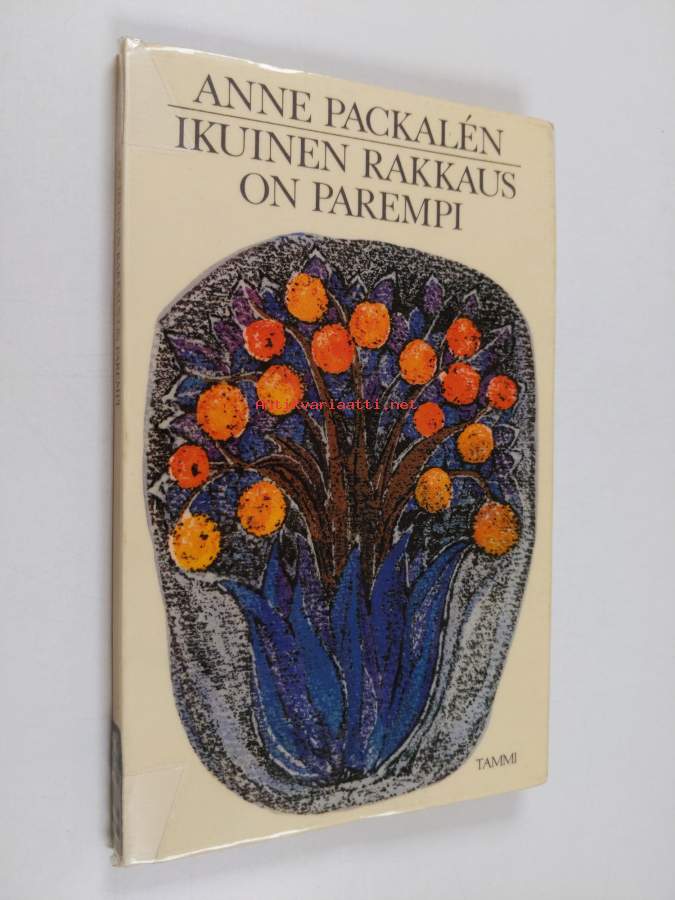 ANNE PACKALÉN
IKUINEN RAKKAUS
ON PAREMPI
Antikvariaatti.net
TAMMI